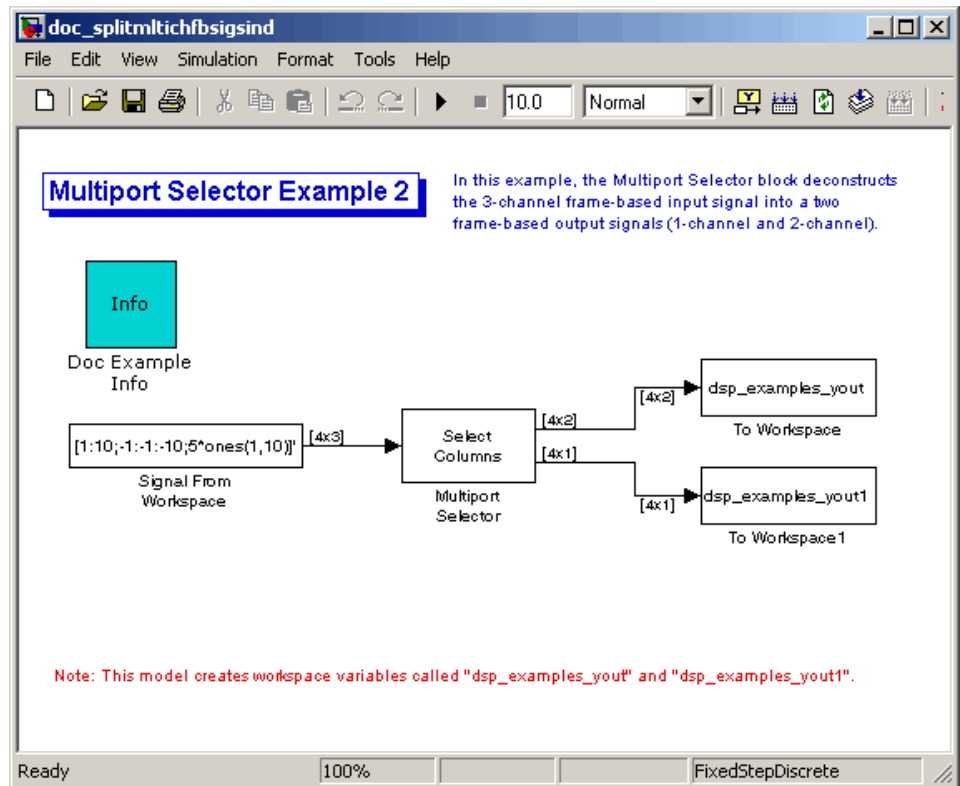 doc_splitmltichfbsigsind
File Edit View Simulation Format Tools Help
10.0 Normal
Multiport Selector Example 2
In this example, the Multiport Selector block deconstructs
the 3-channel frame-based input signal into a two
frame-based output signals (1-channel and 2-channel).
Info
Doc Example
Info
[1:10;-1:-1:-10;5*ones(1,10)]'
Signal From
Workspace
[4x3]
Select
Columns
Multiport
Selector
[4x2]
[4x1]
[4x2]
[4x1]
dsp_examples_yout
To Workspace
dsp_examples_yout1
To Workspace1
Note: This model creates workspace variables called "dsp_examples_yout" and "dsp_examples_yout1".
Ready 100% FixedStepDiscrete